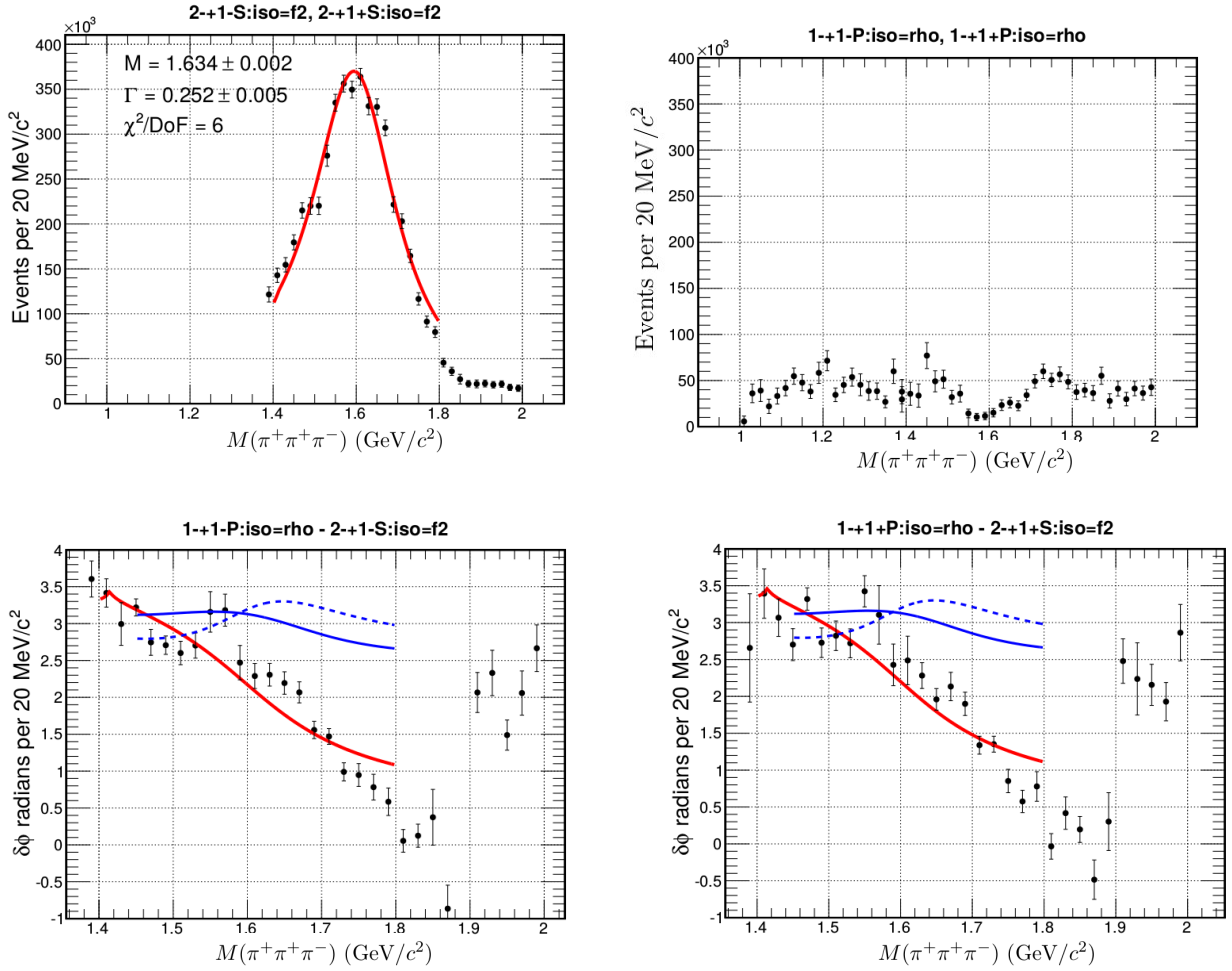 2-+1-S:iso=f2, 2-+1+S:iso=f2
×10³
400
350
300
250
200
150
100
50
0
Events per 20 MeV/c²
M = 1.634 ± 0.002
Γ = 0.252 ± 0.005
χ²/DoF = 6
1 1.2 1.4 1.6 1.8 2
M(π⁺π⁺π⁻) (GeV/c²)
1-+1-P:iso=rho, 1-+1+P:iso=rho
×10³
400
350
300
250
200
150
100
50
0
Events per 20 MeV/c²
1 1.2 1.4 1.6 1.8 2
M(π⁺π⁺π⁻) (GeV/c²)
1-+1-P:iso=rho - 2-+1-S:iso=f2
4
3.5
3
2.5
2
1.5
1
0.5
0
-0.5
-1
δϕ radians per 20 MeV/c²
1.4 1.5 1.6 1.7 1.8 1.9 2
M(π⁺π⁺π⁻) (GeV/c²)
1-+1+P:iso=rho - 2-+1+S:iso=f2
4
3.5
3
2.5
2
1.5
1
0.5
0
-0.5
-1
δϕ radians per 20 MeV/c²
1.4 1.5 1.6 1.7 1.8 1.9 2
M(π⁺π⁺π⁻) (GeV/c²)